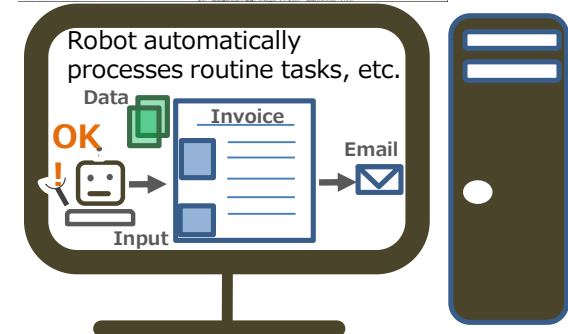 Robot automatically
processes routine tasks, etc.
Data
Invoice
OK
!
Email
Input